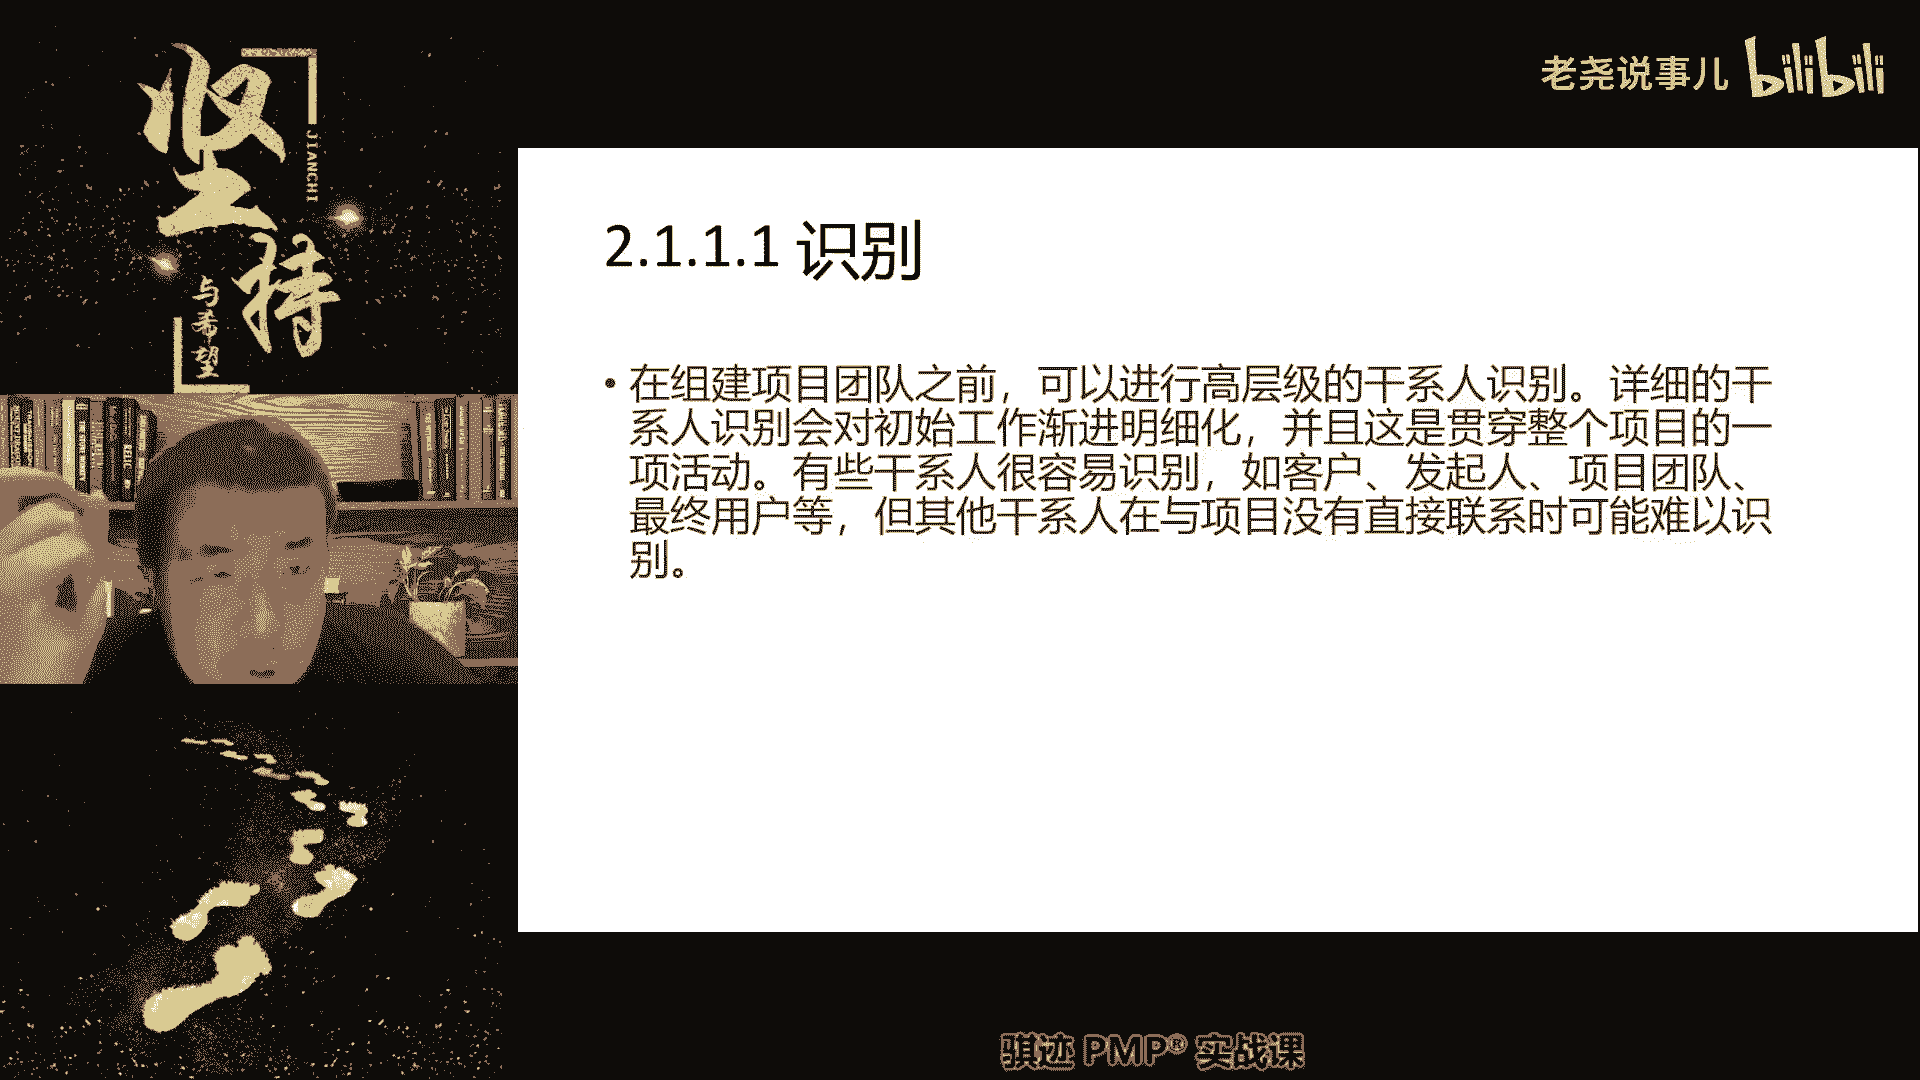 坚持
JIANCHI
与希望
老尧说事儿 bilibili
2.1.1.1 识别
• 在组建项目团队之前，可以进行高层级的干系人识别。详细的干
系人识别会对初始工作渐进明细化，并且这是贯穿整个项目的一
项活动。有些干系人很容易识别，如客户、发起人、项目团队、
最终用户等，但其他干系人在与项目没有直接联系时可能难以识
别。
骐迹 PMP® 实战课